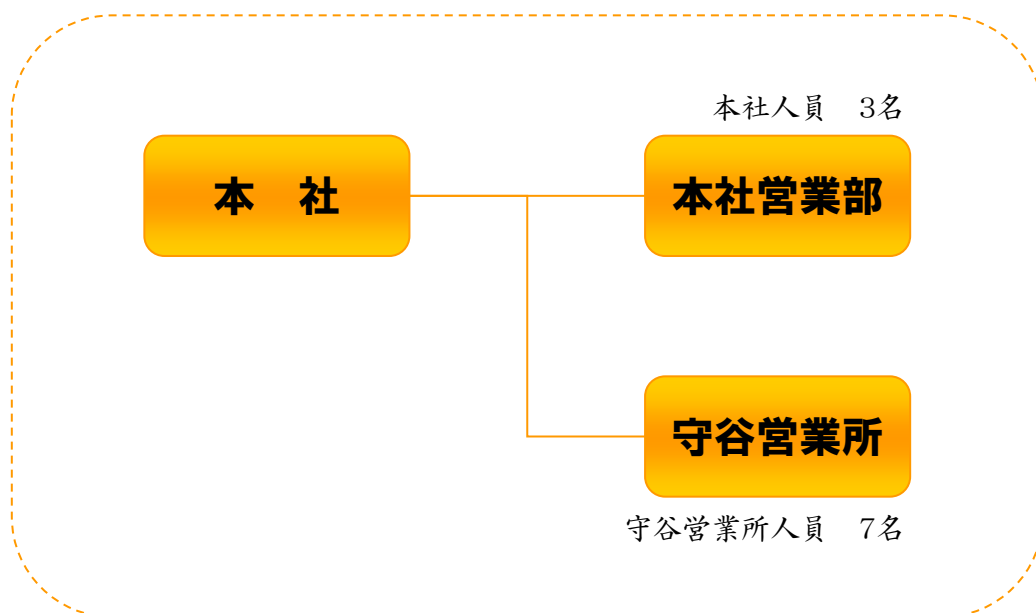 本社人員　3名
本　社
本社営業部
守谷営業所
守谷営業所人員　7名